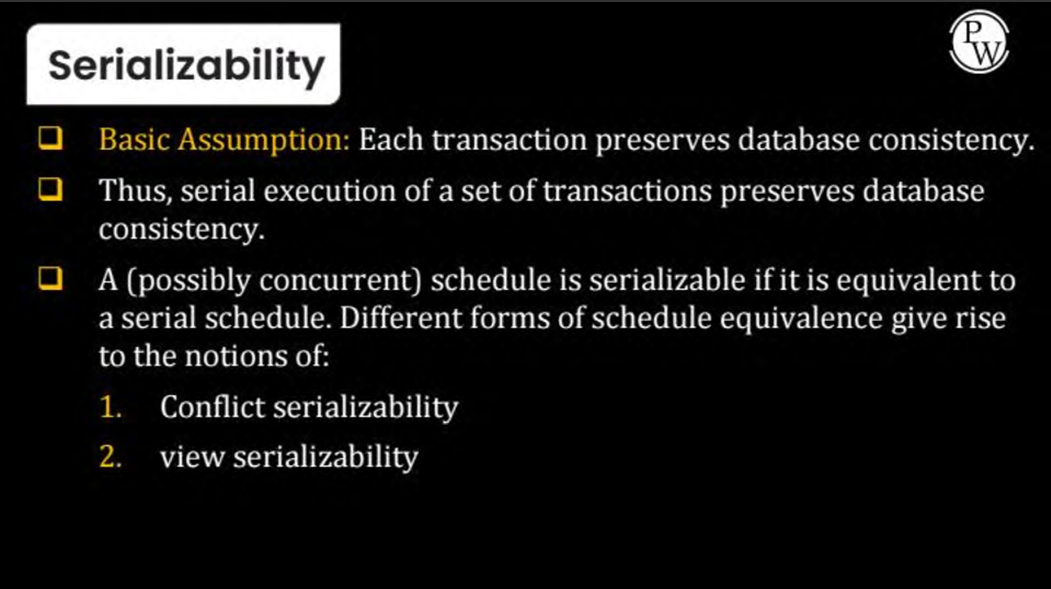 Serializability
PW
❑ Basic Assumption: Each transaction preserves database consistency.
❑ Thus, serial execution of a set of transactions preserves database
consistency.
❑ A (possibly concurrent) schedule is serializable if it is equivalent to
a serial schedule. Different forms of schedule equivalence give rise
to the notions of:
1. Conflict serializability
2. view serializability